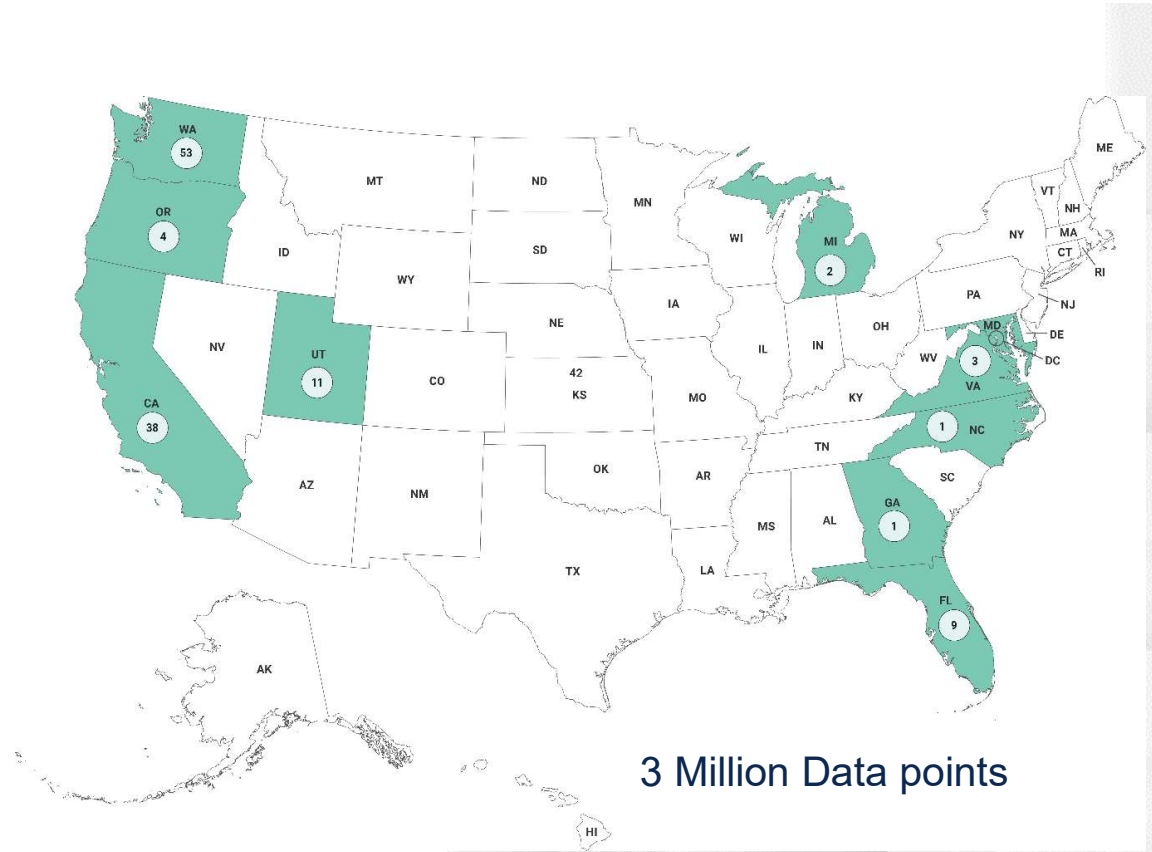 WA
53
ME
MT
ND
VT
MN
OR
4
NH
NY
MA
MI
2
WI
SD
ID
CT
RI
WY
PA
NJ
IA
NE
OH
MD
DE
NV
IL
IN
UT
11
WV
3
VA
DC
42
KS
CO
MO
KY
CA
38
1
NC
TN
OK
AR
SC
AZ
NM
GA
1
MS
AL
TX
LA
FL
9
AK
3 Million Data points
HI